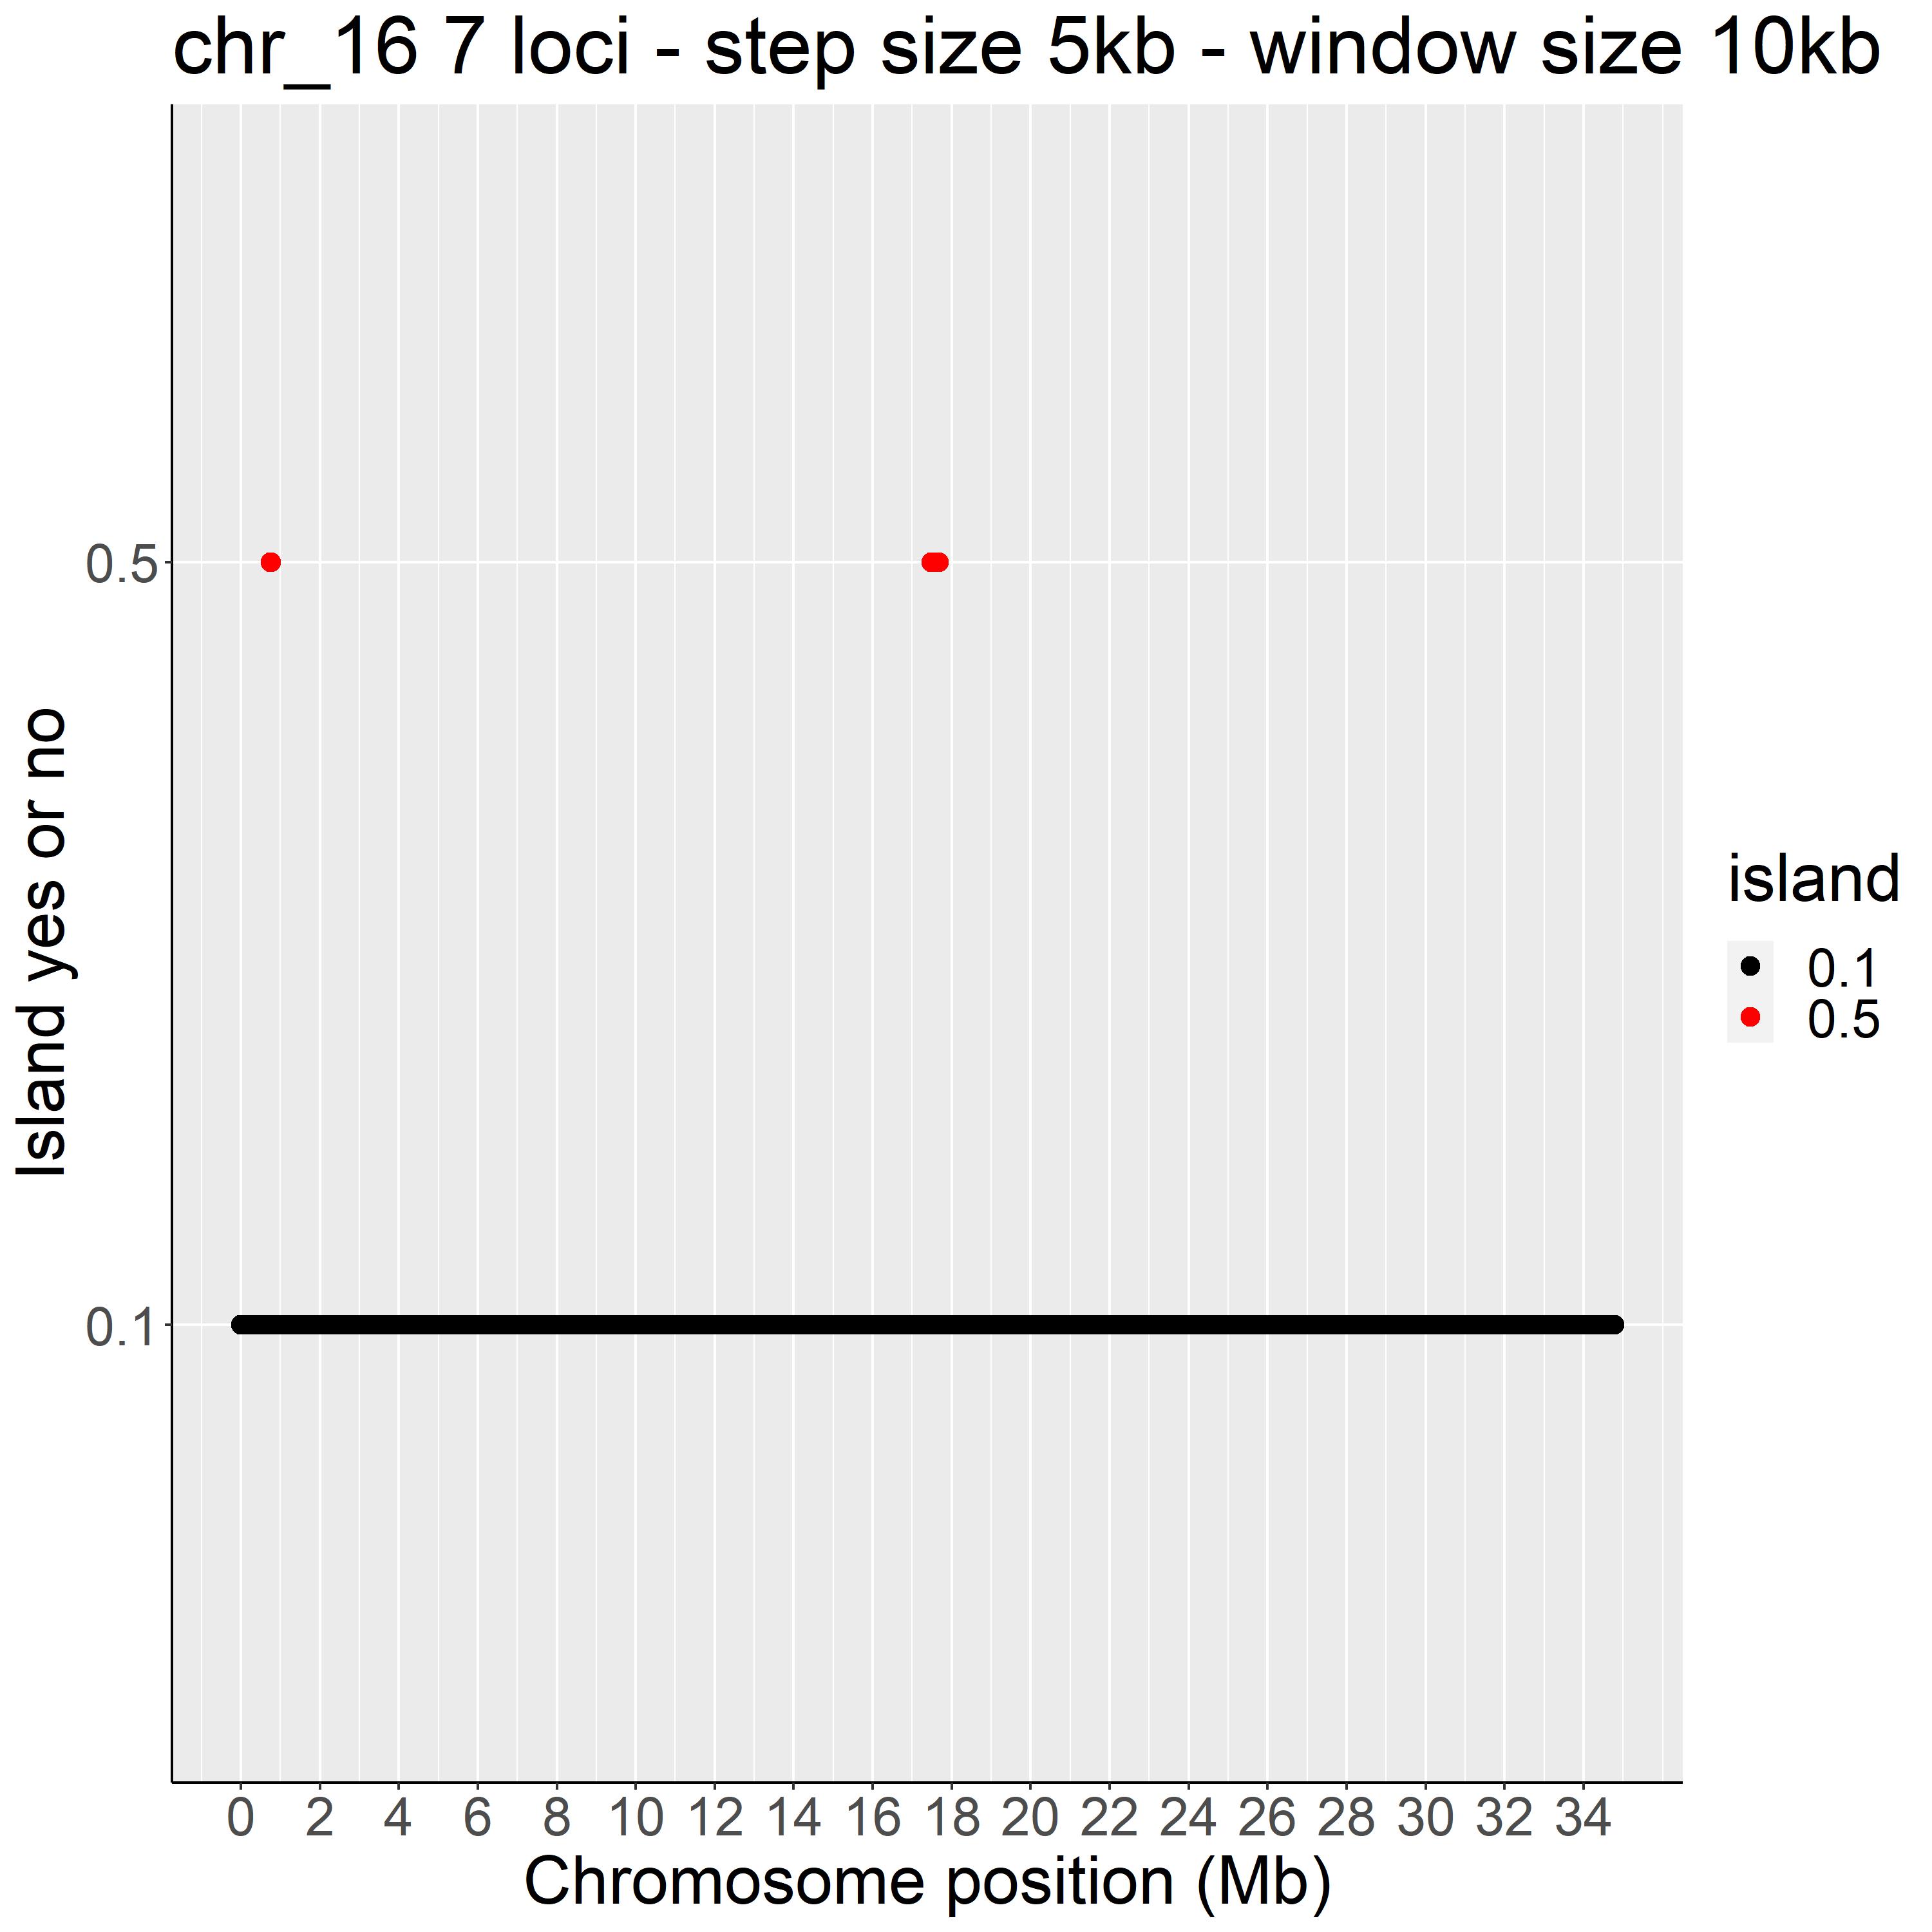 chr_16 7 loci - step size 5kb - window size 10kb
Island yes or no
0.5
0.1
0 2 4 6 8 10 12 14 16 18 20 22 24 26 28 30 32 34
Chromosome position (Mb)
island
0.1
0.5